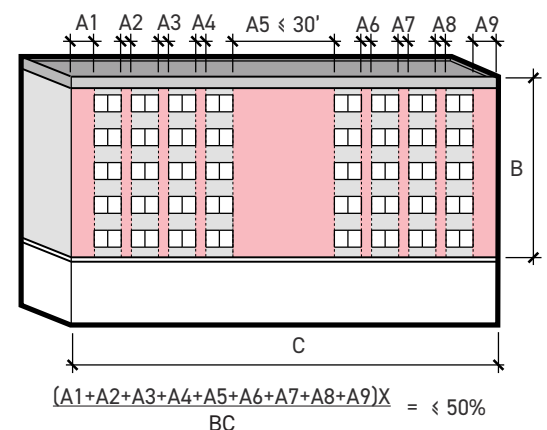 A1 A2 A3 A4 A5 ≤ 30' A6 A7 A8 A9
B
C
(A1+A2+A3+A4+A5+A6+A7+A8+A9)X
BC
= ≤ 50%